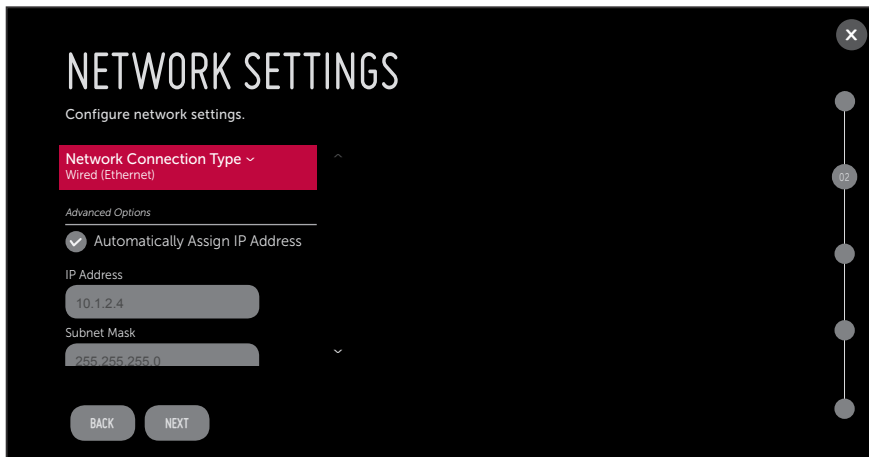 NETWORK SETTINGS
Configure network settings.
Network Connection Type
Wired (Ethernet)
Advanced Options
Automatically Assign IP Address
IP Address
10.1.2.4
Subnet Mask
255.255.255.0
BACK NEXT
X
02